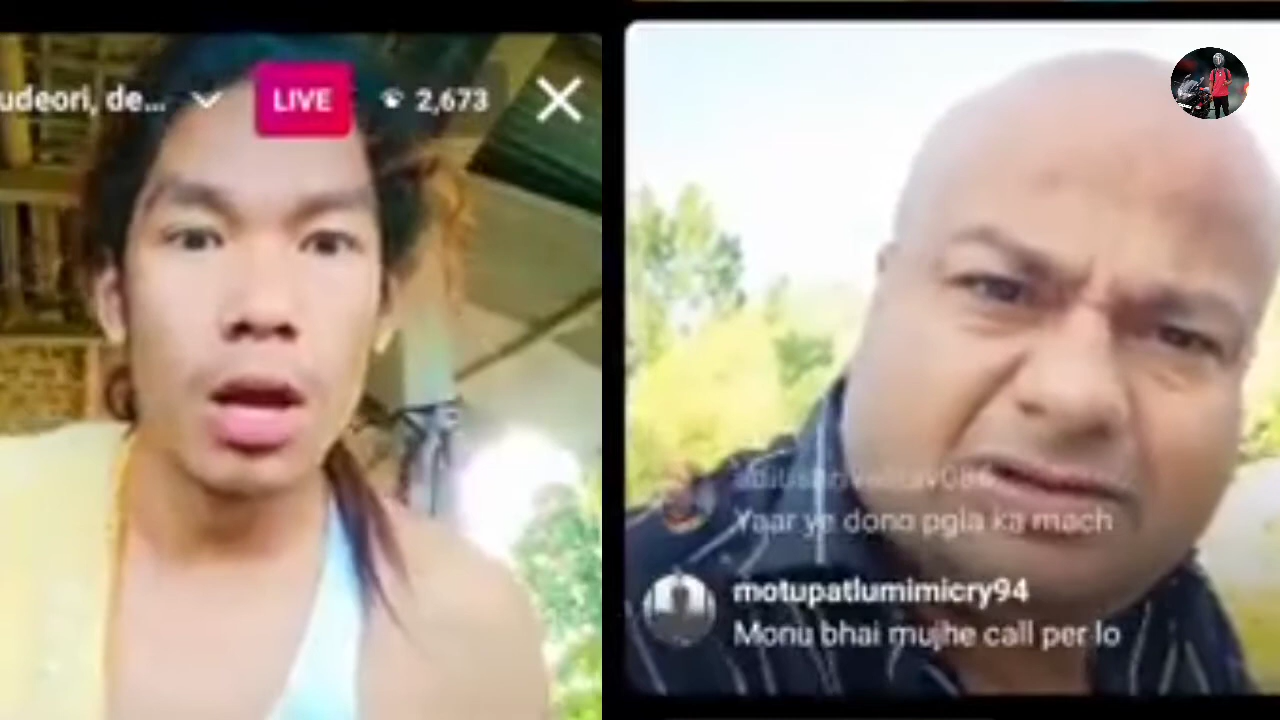 udeori, de...
LIVE
2,673
Yaar ye dono pgla ka mach
motupatlumimicry94
Monu bhai mujhe call per lo